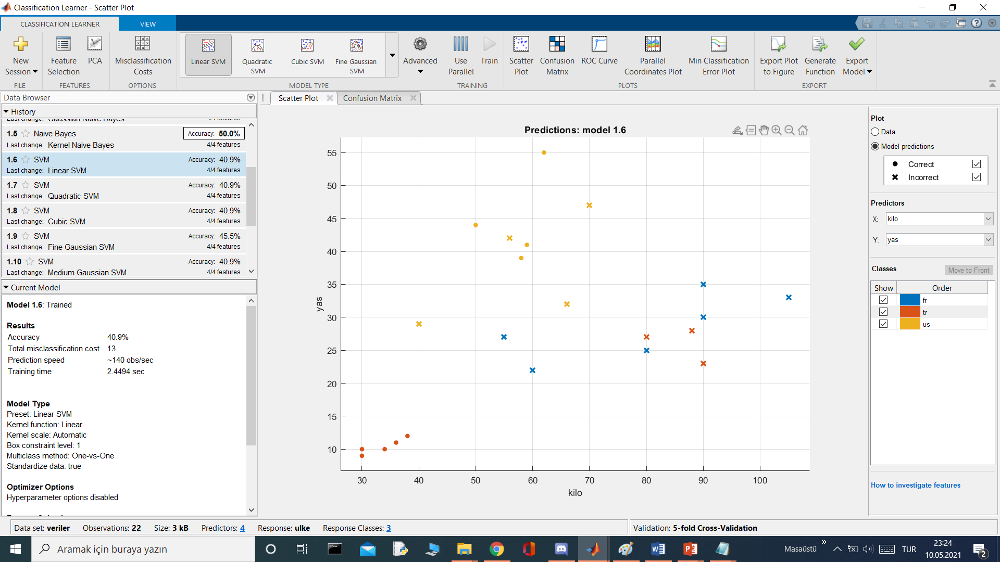 Classification Learner - Scatter Plot
CLASSİFİCATİON LEARNER
VİEW
New Session
Feature Selection
PCA
Misclassification Costs
Linear SVM
Quadratic SVM
Cubic SVM
Fine Gaussian SVM
Advanced
Use Parallel
Train
Scatter Plot
Confusion Matrix
ROC Curve
Parallel Coordinates Plot
Min Classification Error Plot
Export Plot to Figure
Generate Function
Export Model
FILE
FEATURES
OPTIONS
MODEL TYPE
TRAINING
PLOTS
EXPORT
Data Browser
History
Last change: Gaussian Naive Bayes 4/4 features
1.5 Naive Bayes Accuracy: 50.0%
Last change: Kernel Naive Bayes 4/4 features
1.6 SVM Accuracy: 40.9%
Last change: Linear SVM 4/4 features
1.7 SVM Accuracy: 40.9%
Last change: Quadratic SVM 4/4 features
1.8 SVM Accuracy: 40.9%
Last change: Cubic SVM 4/4 features
1.9 SVM Accuracy: 45.5%
Last change: Fine Gaussian SVM 4/4 features
1.10 SVM Accuracy: 40.9%
Last change: Medium Gaussian SVM 4/4 features
Current Model
Model 1.6: Trained
Results
Accuracy 40.9%
Total misclassification cost 13
Prediction speed ~140 obs/sec
Training time 2.4494 sec
Model Type
Preset: Linear SVM
Kernel function: Linear
Kernel scale: Automatic
Box constraint level: 1
Multiclass method: One-vs-One
Standardize data: true
Optimizer Options
Hyperparameter options disabled
Scatter Plot
Confusion Matrix
Predictions: model 1.6
55
50
45
40
35
30
25
20
15
10
yas
30 40 50 60 70 80 90 100
kilo
Plot
Data
Model predictions
Correct
Incorrect
Predictors
X: kilo
Y: yas
Classes
Move to Front
Show Order
fr
tr
us
How to investigate features
Data set: veriler Observations: 22 Size: 3 kB Predictors: 4 Response: ulke Response Classes: 3
Validation: 5-fold Cross-Validation
Aramak için buraya yazın
Masaüstü
TUR
23:24
10.05.2021
2